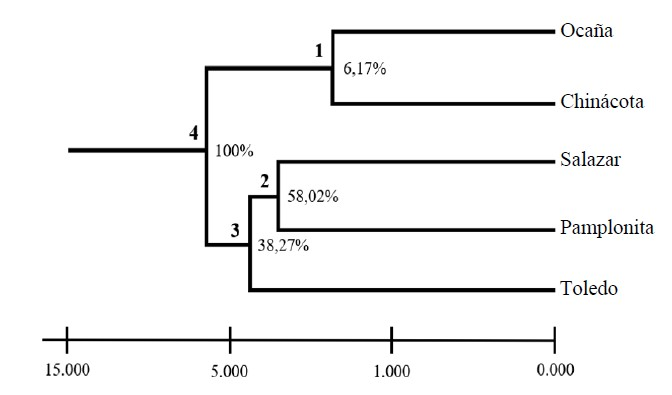 Ocaña
1
6,17%
Chinácota
4
100%
Salazar
2
58,02%
Pamplonita
3
38,27%
Toledo
15.000 5.000 1.000 0.000